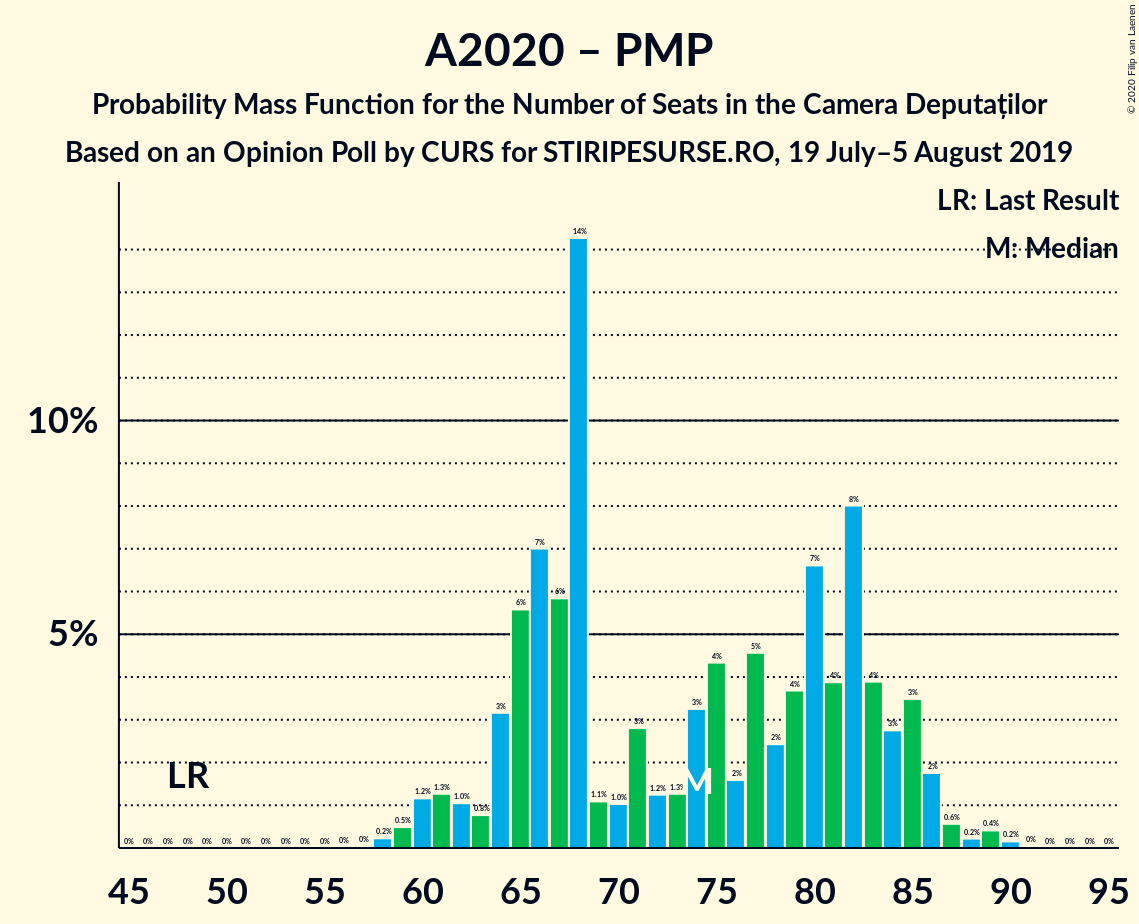 A2020 – PMP
Probability Mass Function for the Number of Seats in the Camera Deputaților
Based on an Opinion Poll by CURS for STIRIPESURSE.RO, 19 July–5 August 2019
© 2020 Filip van Laenen
LR: Last Result
M: Median
10%
5%
LR
M
0% 0% 0% 0% 0% 0% 0% 0% 0% 0% 0% 0% 0% 0.2% 0.5% 1.2% 1.3% 1.0% 0.8% 3% 6% 7% 6% 14% 1.1% 1.0% 3% 1.2% 1.3% 3% 4% 2% 5% 2% 4% 7% 4% 8% 4% 3% 3% 2% 0.6% 0.2% 0.4% 0.2% 0% 0% 0% 0% 0%
45 50 55 60 65 70 75 80 85 90 95